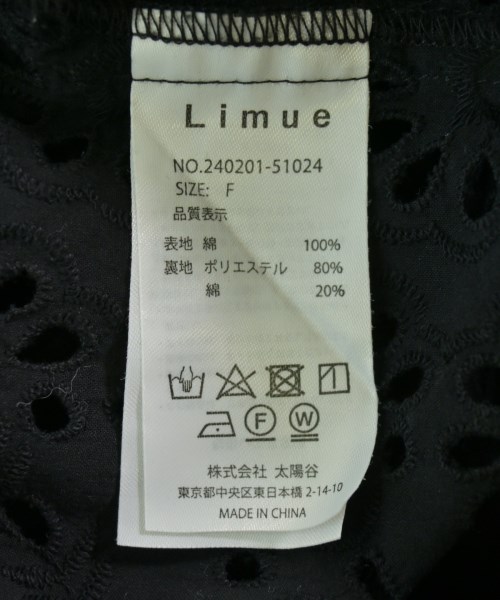 Limue
NO.240201-51024
SIZE: F
品質表示
表地 綿 100%
裏地 ポリエステル 80%
綿 20%
F W
株式会社 太陽谷
東京都中央区東日本橋 2-14-10
MADE IN CHINA